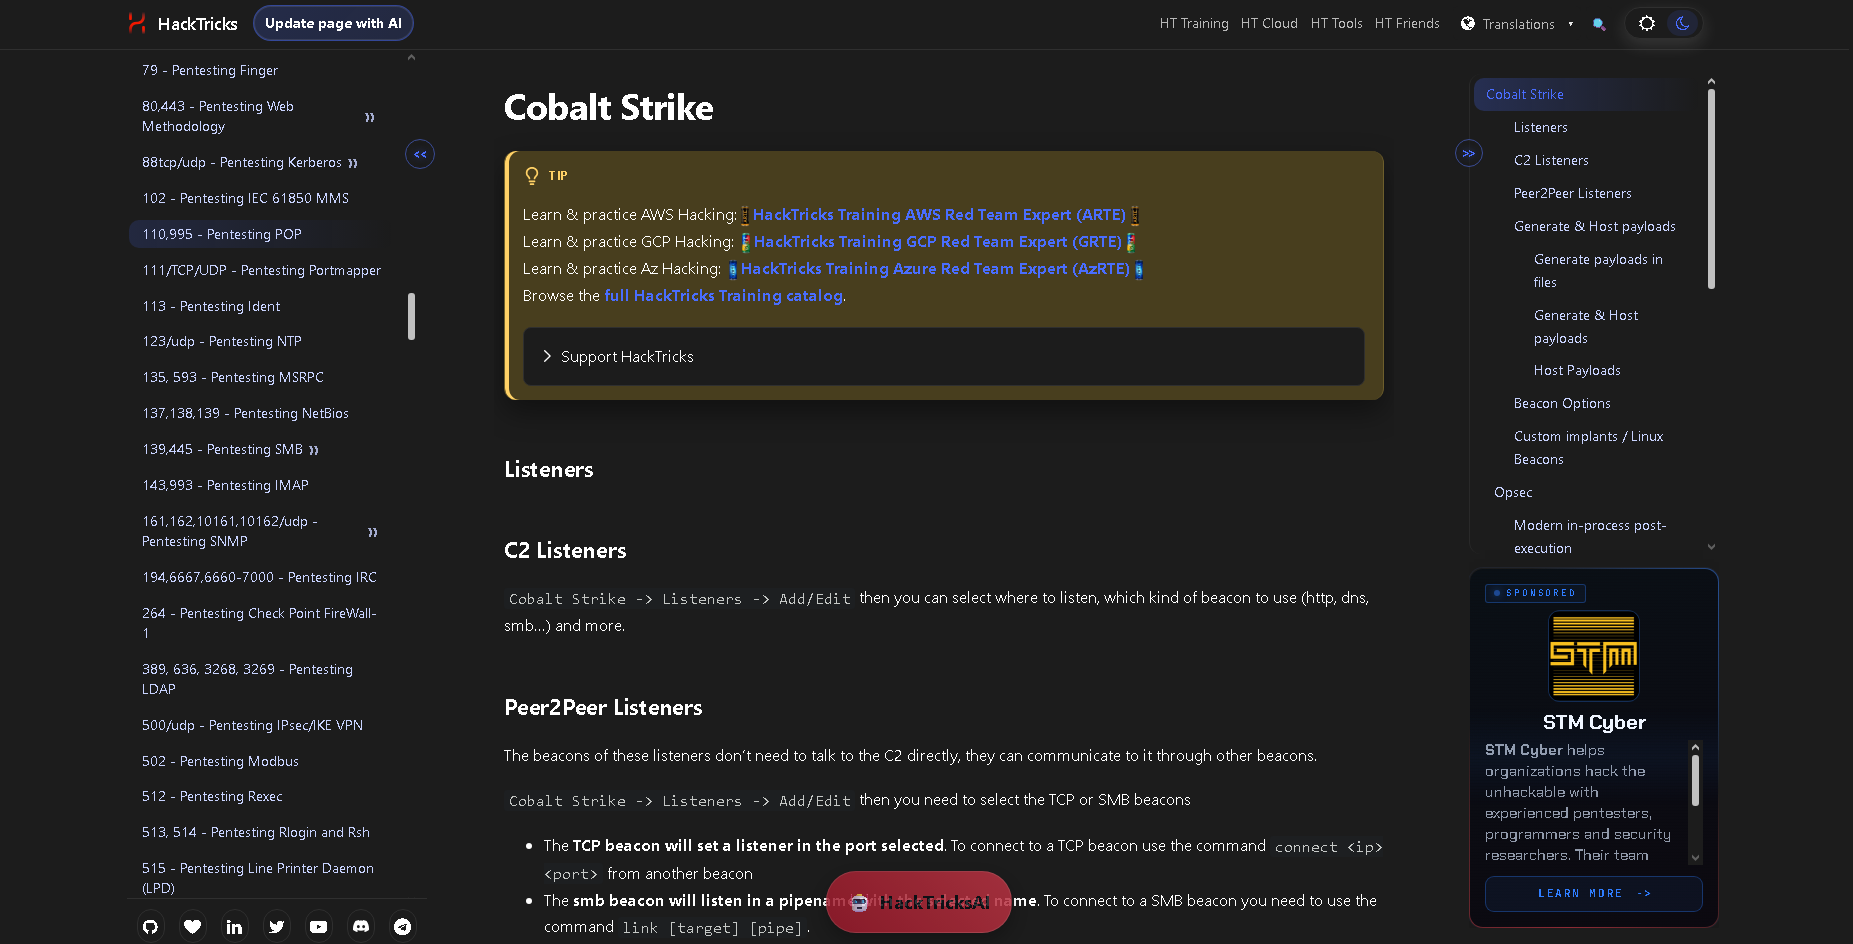 HackTricks
Update page with AI
HT Training
HT Cloud
HT Tools
HT Friends
Translations
79 - Pentesting Finger
80,443 - Pentesting Web
Methodology
88tcp/udp - Pentesting Kerberos
102 - Pentesting IEC 61850 MMS
110,995 - Pentesting POP
111/TCP/UDP - Pentesting Portmapper
113 - Pentesting Ident
123/udp - Pentesting NTP
135, 593 - Pentesting MSRPC
137,138,139 - Pentesting NetBios
139,445 - Pentesting SMB
143,993 - Pentesting IMAP
161,162,10161,10162/udp -
Pentesting SNMP
194,6667,6660-7000 - Pentesting IRC
264 - Pentesting Check Point FireWall-
1
389, 636, 3268, 3269 - Pentesting
LDAP
500/udp - Pentesting IPsec/IKE VPN
502 - Pentesting Modbus
512 - Pentesting Rexec
513, 514 - Pentesting Rlogin and Rsh
515 - Pentesting Line Printer Daemon
(LPD)
<<
Cobalt Strike
TIP
Learn & practice AWS Hacking: HackTricks Training AWS Red Team Expert (ARTE)
Learn & practice GCP Hacking: HackTricks Training GCP Red Team Expert (GRTE)
Learn & practice Az Hacking: HackTricks Training Azure Red Team Expert (AzRTE)
Browse the full HackTricks Training catalog.
Support HackTricks
Listeners
C2 Listeners
Cobalt Strike -> Listeners -> Add/Edit then you can select where to listen, which kind of beacon to use (http, dns,
smb...) and more.
Peer2Peer Listeners
The beacons of these listeners don't need to talk to the C2 directly, they can communicate to it through other beacons.
Cobalt Strike -> Listeners -> Add/Edit then you need to select the TCP or SMB beacons
The TCP beacon will set a listener in the port selected. To connect to a TCP beacon use the command connect <ip>
<port> from another beacon
The smb beacon will listen in a pipename with the selected name. To connect to a SMB beacon you need to use the
command link [target] [pipe].
HackTricksAI
>>
Cobalt Strike
Listeners
C2 Listeners
Peer2Peer Listeners
Generate & Host payloads
Generate payloads in
files
Generate & Host
payloads
Host Payloads
Beacon Options
Custom implants / Linux
Beacons
Opsec
Modern in-process post-
execution
SPONSORED
STM
STM Cyber
STM Cyber helps
organizations hack the
unhackable with
experienced pentesters,
programmers and security
researchers. Their team
LEARN MORE ->